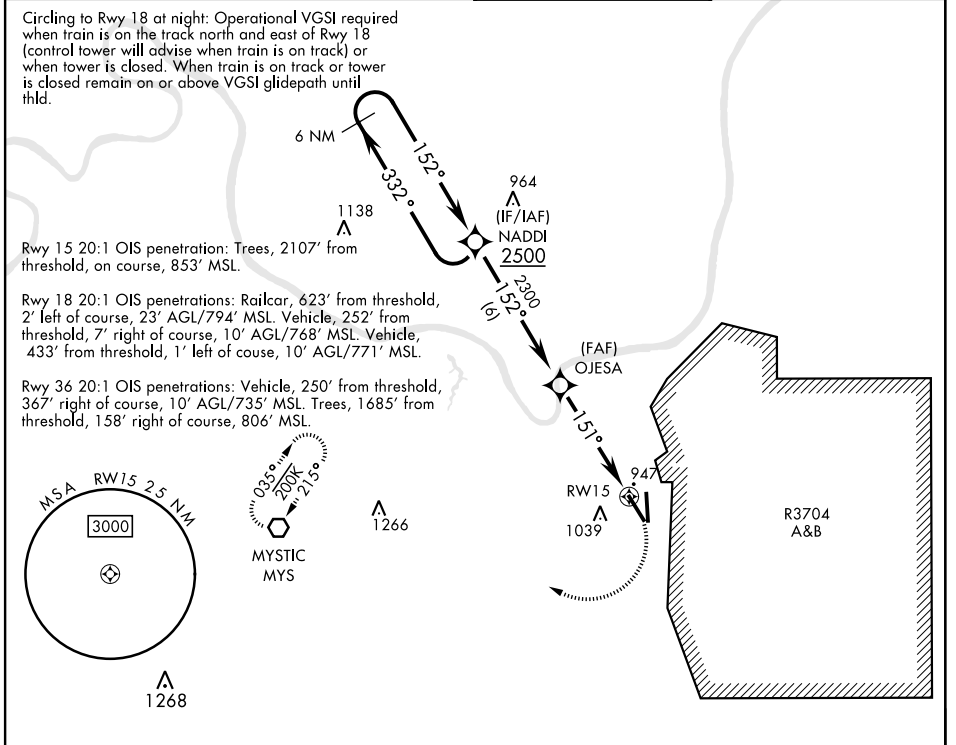 Circling to Rwy 18 at night: Operational VGSI required
when train is on the track north and east of Rwy 18
(control tower will advise when train is on track) or
when tower is closed. When train is on track or tower
is closed remain on or above VGSI glidepath until
thld.
6 NM
152°
332°
1138
964
(IF/IAF)
NADDI
2500
2300
152°
(6)
Rwy 15 20:1 OIS penetration: Trees, 2107' from
threshold, on course, 853' MSL.
Rwy 18 20:1 OIS penetrations: Railcar, 623' from threshold,
2' left of course, 23' AGL/794' MSL. Vehicle, 252' from
threshold, 7' right of course, 10' AGL/768' MSL. Vehicle,
433' from threshold, 1' left of couse, 10' AGL/771' MSL.
Rwy 36 20:1 OIS penetrations: Vehicle, 250' from threshold,
367' right of course, 10' AGL/735' MSL. Trees, 1685' from
threshold, 158' right of course, 806' MSL.
(FAF)
OJESA
151°
947
RW15
1039
R3704
A&B
035°
200K
215°
MYSTIC
MYS
1266
MSA RW15 25 NM
3000
1268